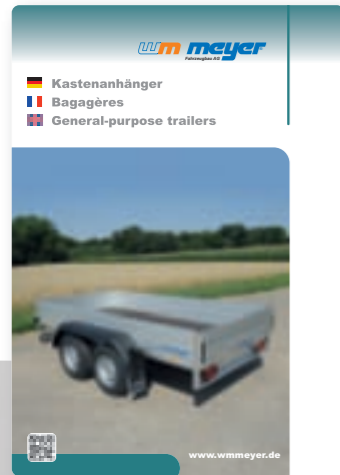 wm meyer
Fahrzeugbau AG
Kastenanhänger
Bagagères
General-purpose trailers
www.wmmeyer.de